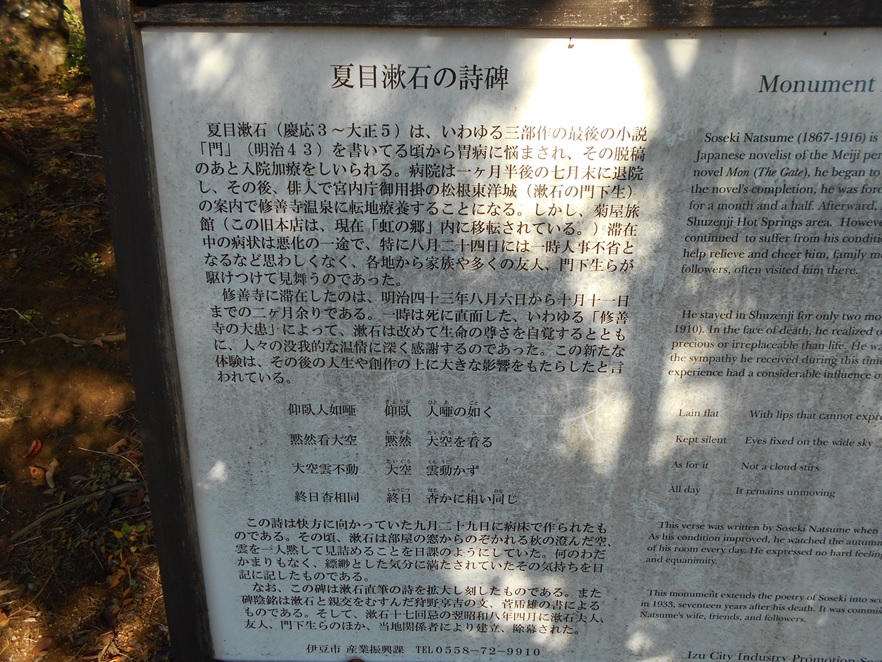 夏目漱石の詩碑
夏目漱石（慶応３～大正５）は、いわゆる三部作の最後の小説
「門」（明治４３）を書いてる頃から胃病に悩まされ、その脱稿
のあと入院加療をしいられる。病院は一ヶ月半後の七月末に退院
し、その後、俳人で宮内庁御用掛の松根東洋城（漱石の門下生）
の案内で修善寺温泉に転地療養することになる。しかし、菊屋旅
館（この旧本店は、現在「虹の郷」内に移転されている。）滞在
中の病状は悪化の一途で、特に八月二十四日には一時人事不省と
なるなど思わしくなく、各地から家族や多くの友人、門下生らが
駆けつけて見舞うのであった。
修善寺に滞在したのは、明治四十三年八月六日から十月十一日
までの二ヶ月余りである。一時は死に直面した、いわゆる「修善
寺の大患」によって、漱石は改めて生命の尊さを自覚するととも
に、人々の没我的な温情に深く感謝するのであった。この新たな
体験は、その後の人生や創作の上に大きな影響をもたらしたと言
われている。
仰臥人如唖　仰臥　人唖の如く
黙然看大空　黙然　大空を看る
大空雲不動　大空　雲動かず
終日杳相同　終日　杳かに相い同じ
この詩は快方に向かっていた九月二十九日に病床で作られたも
のである。その頃、漱石は部屋の窓からのぞかれる秋の澄んだ空、
雲を一人黙して見詰めることを日課のようにしていた。何のわだ
かまりもなく、縹緲とした気分に満たされていたその気持ちを日
記に記したものである。
なお、この碑は漱石直筆の詩を拡大し刻したものである。また
碑陰銘は漱石と親交をむすんだ狩野亨吉の文、菅乕雄の書による
ものである。そして、漱石十七回忌の翌昭和八年四月に漱石夫人、
友人、門下生らのほか、当地関係者により建立、除幕された。
伊豆市 産業振興課 TEL０５５８－７２－９９１０
Monument
Soseki Natsume (1867-1916) is
Japanese novelist of the Meiji per
novel Mon (The Gate), he began to
the novel's completion, he was forc
for a month and a half. Afterward,
Shuzenji Hot Springs area. Howeve
continued to suffer from his conditio
help relieve and cheer him, family me
followers, often visited him there.
He stayed in Shuzenji for only two mo
1910). In the face of death, he realized o
precious or irreplaceable than life. He wa
the sympathy he received during this time
experience had a considerable influence o
Lain flat With lips that cannot expre
Kept silent Eyes fixed on the wide sky
As for it Not a cloud stirs
All day It remains unmoving
This verse was written by Soseki Natsume when
As his condition improved, he watched the autumn
of his room every day. He expressed no hard feeling
and equanimity.
This monument extends the poetry of Soseki into sc
in 1933, seventeen years after his death. It was commis
Natsume's wife, friends, and followers.
Izu City Industry Promotion Se